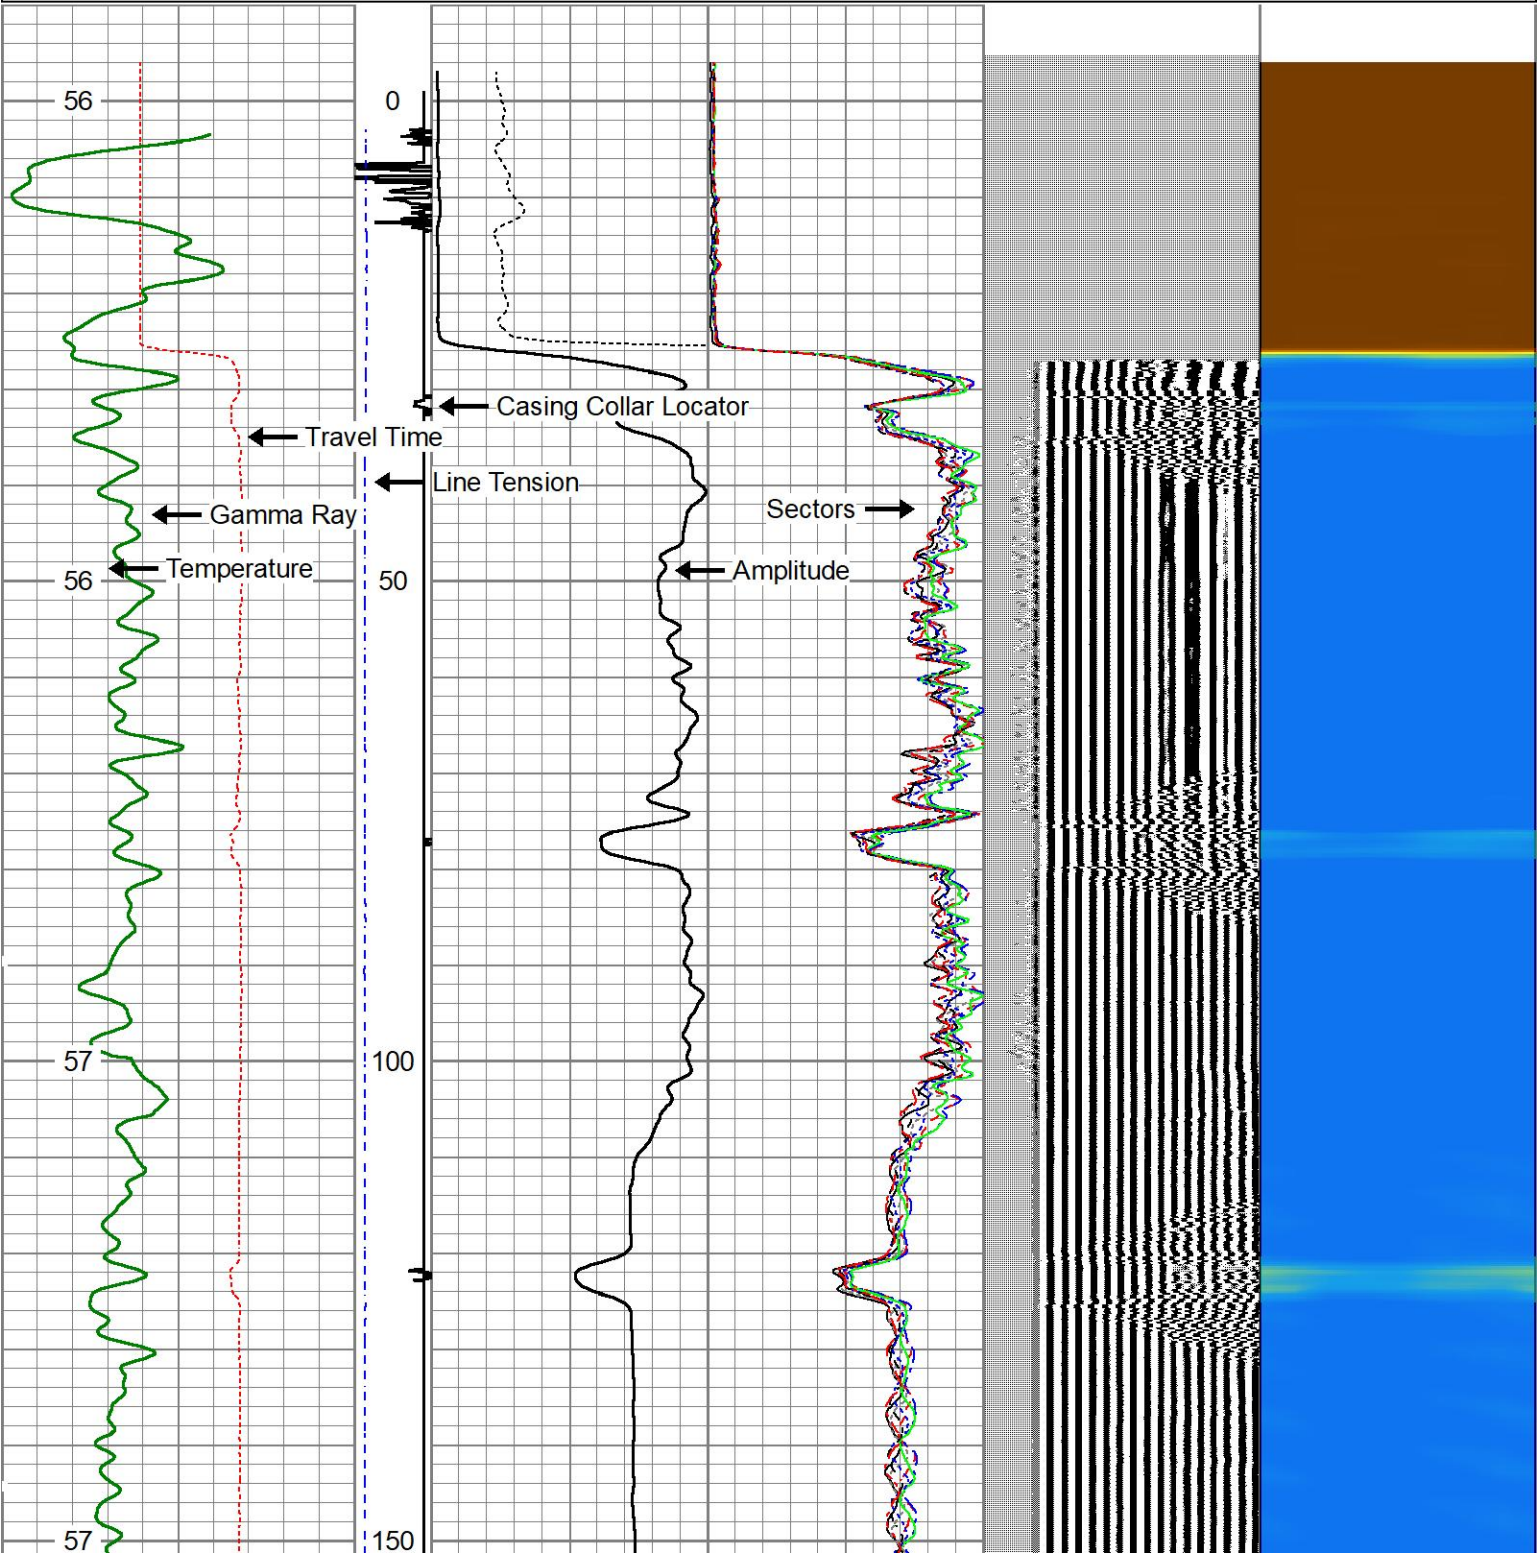 56 0
Casing Collar Locator
Travel Time
Line Tension
Sectors
Gamma Ray
Temperature
Amplitude
56 50
57 100
57 150